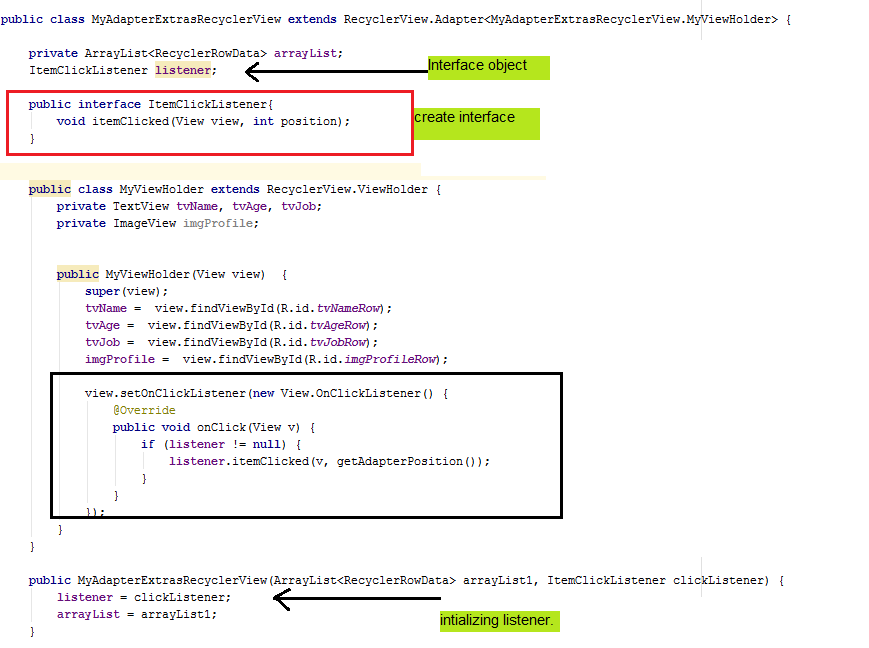 public class MyAdapterExtrasRecyclerView extends RecyclerView.Adapter<MyAdapterExtrasRecyclerView.MyViewHolder> {
private ArrayList<RecyclerRowData> arrayList;
Interface object
ItemClickListener listener;
public interface ItemClickListener{
create interface
void itemClicked(View view, int position);
}
public class MyViewHolder extends RecyclerView.ViewHolder {
private TextView tvName, tvAge, tvJob;
private ImageView imgProfile;
public MyViewHolder(View view)  {
super(view);
tvName =  view.findViewById(R.id.tvNameRow);
tvAge =  view.findViewById(R.id.tvAgeRow);
tvJob =  view.findViewById(R.id.tvJobRow);
imgProfile =  view.findViewById(R.id.imgProfileRow);
view.setOnClickListener(new View.OnClickListener() {
@Override
public void onClick(View v) {
if (listener != null) {
listener.itemClicked(v, getAdapterPosition());
}
}
});
}
}
public MyAdapterExtrasRecyclerView(ArrayList<RecyclerRowData> arrayList1, ItemClickListener clickListener) {
listener = clickListener;
arrayList = arrayList1;
intializing listener.
}